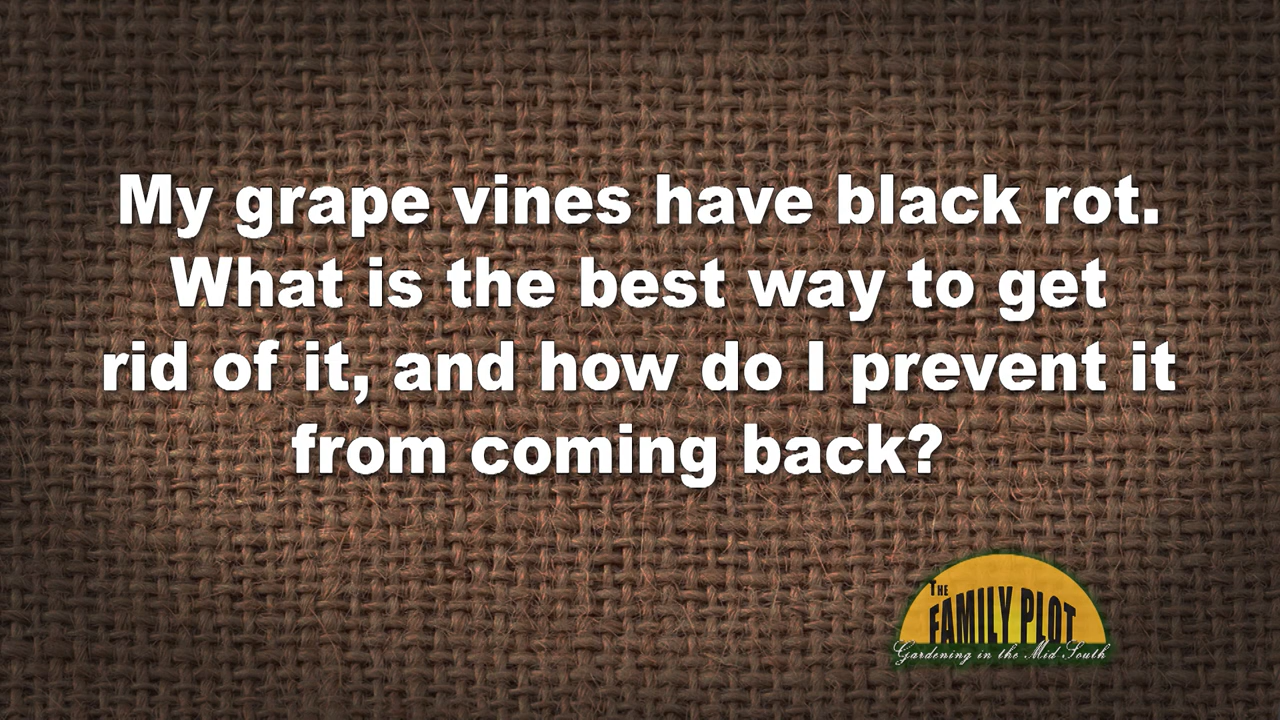 My grape vines have black rot.
What is the best way to get
rid of it, and how do I prevent it
from coming back?
THE
FAMILY PLOT
Gardening in the Mid South